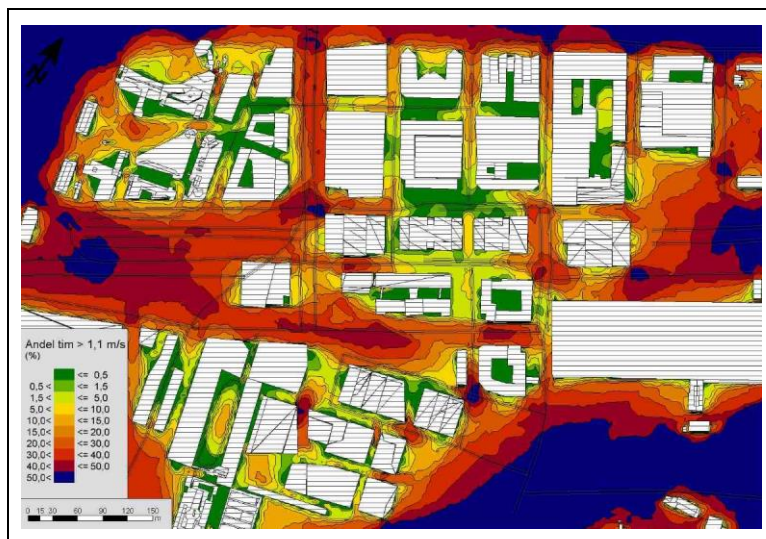 Andel tim > 1,1 m/s
(%)
<= 0,5
0,5 < <= 1,5
1,5 < <= 5,0
5,0 < <= 10,0
10,0< <= 15,0
15,0< <= 20,0
20,0< <= 30,0
30,0< <= 40,0
40,0< <= 50,0
50,0<
0 15 30 60 90 120 150
m